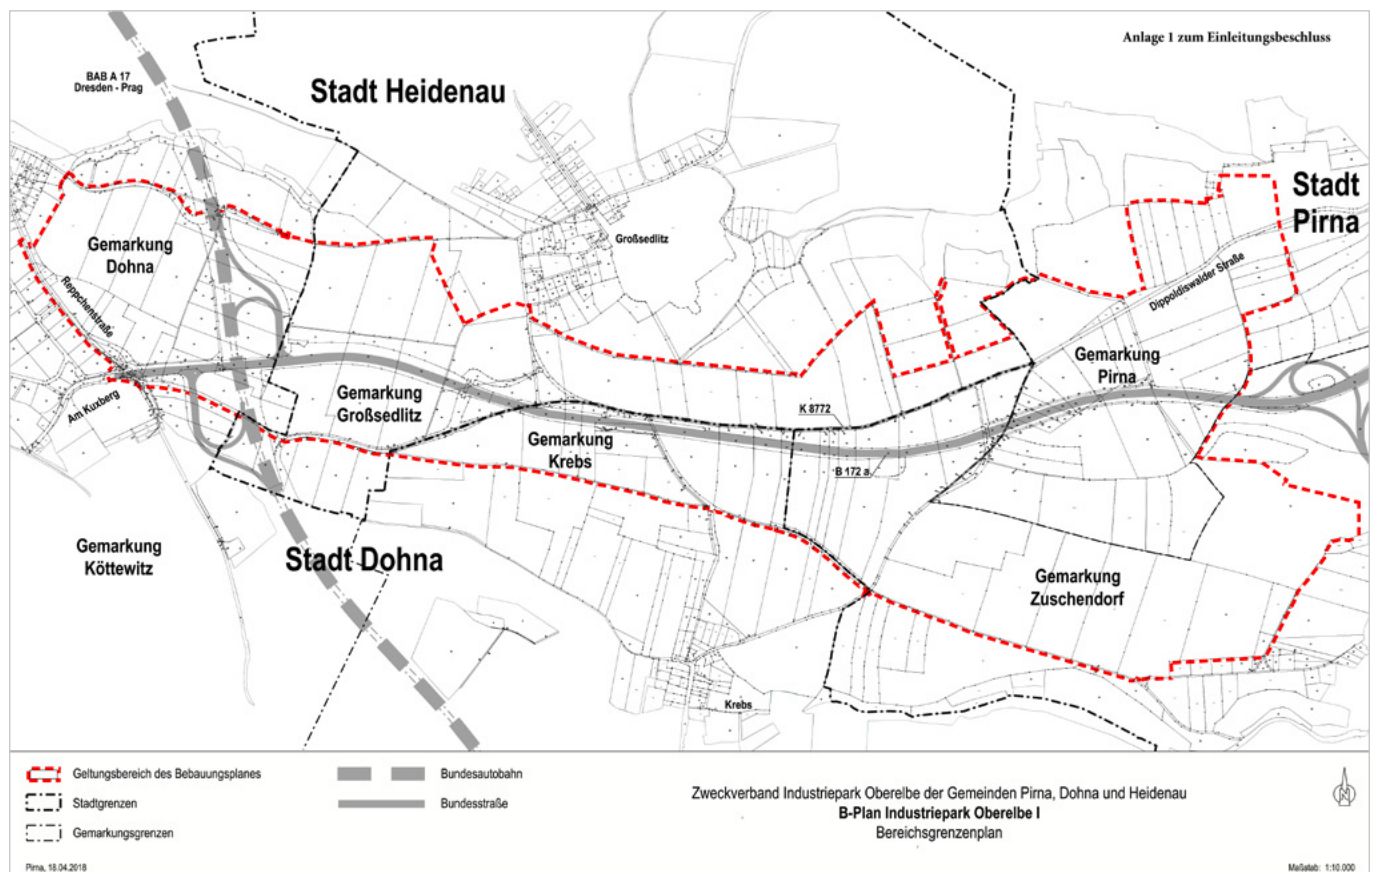 Anlage 1 zum Einleitungsbeschluss
BAB A 17
Dresden - Prag
Stadt Heidenau
Stadt
Pirna
Großsedlitz
Gemarkung
Dohna
Reppchenstraße
Dippoldiswalder Straße
Gemarkung
Pirna
Gemarkung
Großsedlitz
Am Kuxberg
K 8772
Gemarkung
Krebs
B 172 a
Gemarkung
Köttewitz
Stadt Dohna
Gemarkung
Zuschendorf
Krebs
Geltungsbereich des Bebauungsplanes
Stadtgrenzen
Gemarkungsgrenzen
Bundesautobahn
Bundesstraße
Zweckverband Industriepark Oberelbe der Gemeinden Pirna, Dohna und Heidenau
B-Plan Industriepark Oberelbe I
Bereichsgrenzenplan
N
Pirna, 18.04.2018
Maßstab: 1:10.000